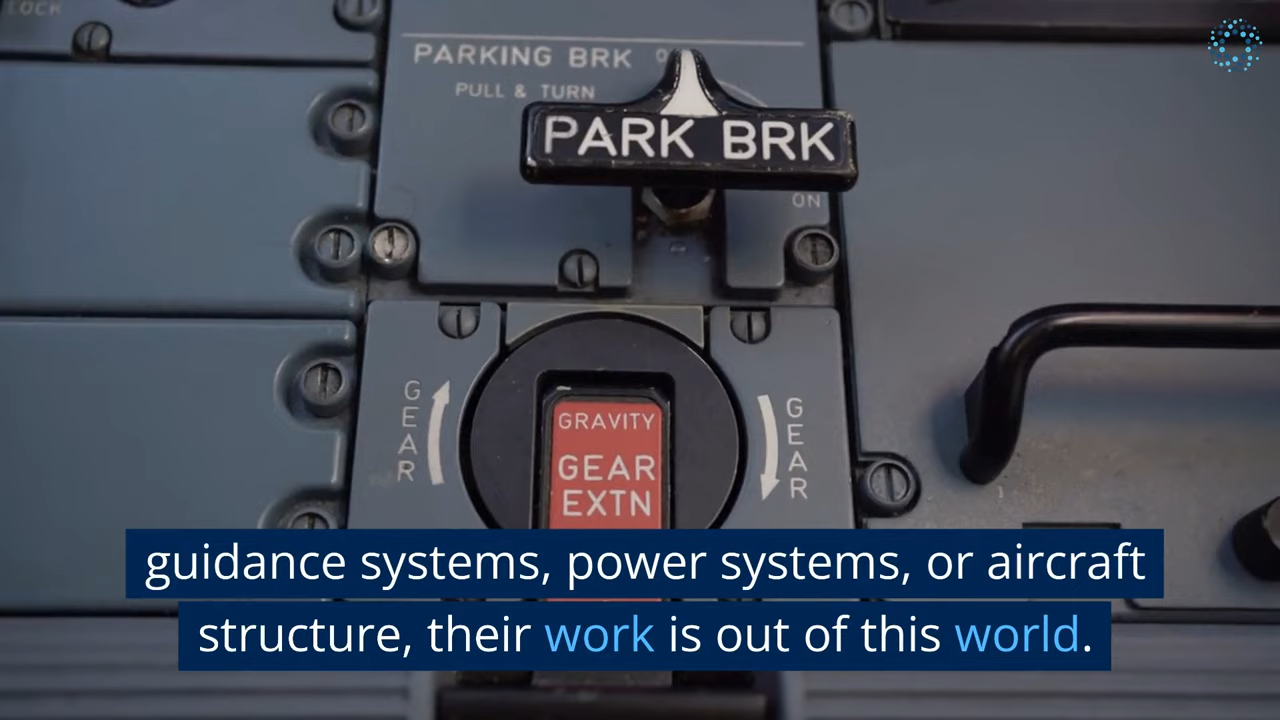 LOCK
PARKING BRK
PULL & TURN
PARK BRK
ON
GEAR
GEAR
GRAVITY
GEAR
EXTN
guidance systems, power systems, or aircraft
structure, their work is out of this world.